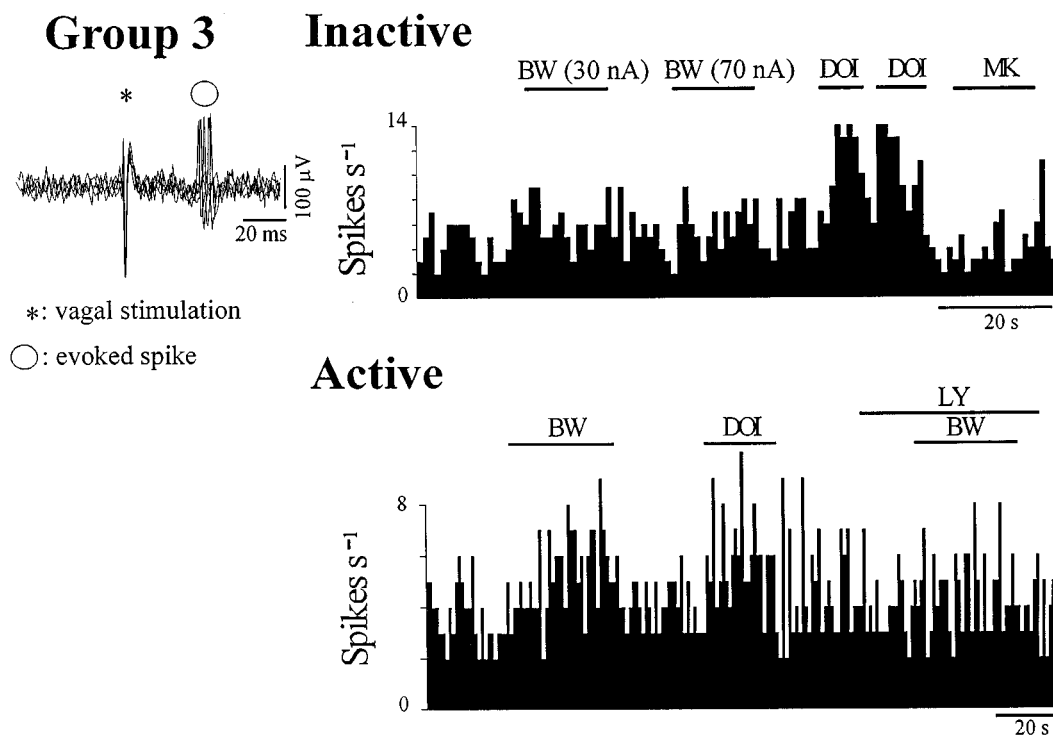 Group 3
*
100 µV
20 ms
*: vagal stimulation
○: evoked spike
Inactive
BW (30 nA) BW (70 nA) DOI DOI MK
14
Spikes s⁻¹
0
20 s
Active
LY
BW DOI BW
8
Spikes s⁻¹
0
20 s